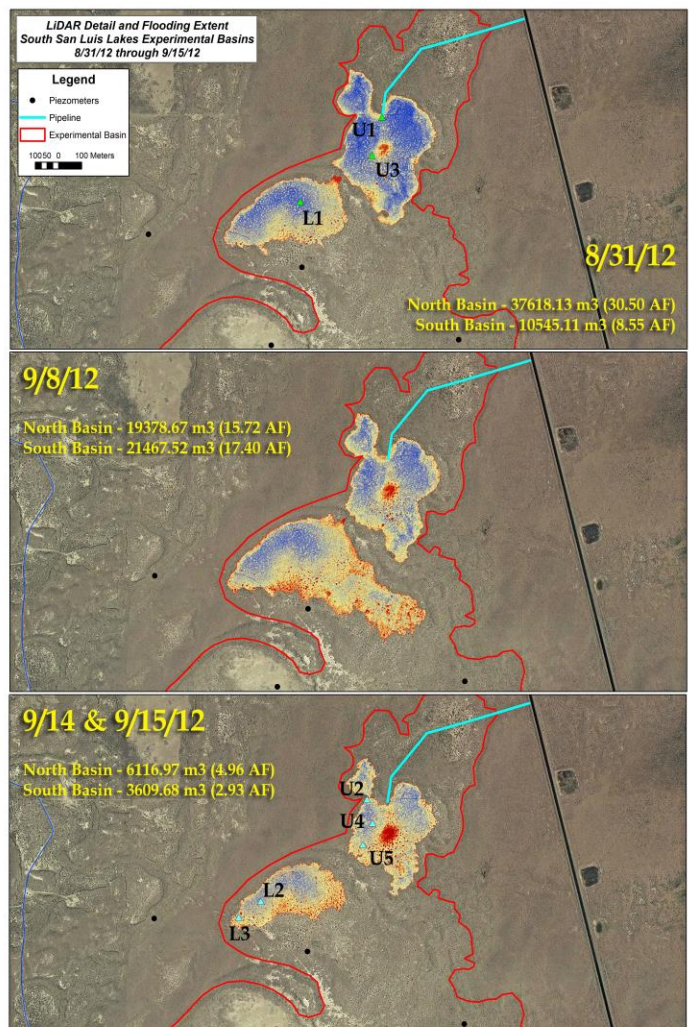 LiDAR Detail and Flooding Extent
South San Luis Lakes Experimental Basins
8/31/12 through 9/15/12
Legend
Piezometers
Pipeline
Experimental Basin
100 50 0 100 Meters
U1
U3
L1
8/31/12
North Basin - 37618.13 m3 (30.50 AF)
South Basin - 10545.11 m3 (8.55 AF)
9/8/12
North Basin - 19378.67 m3 (15.72 AF)
South Basin - 21467.52 m3 (17.40 AF)
9/14 & 9/15/12
North Basin - 6116.97 m3 (4.96 AF)
South Basin - 3609.68 m3 (2.93 AF)
U2
U4
U5
L2
L3